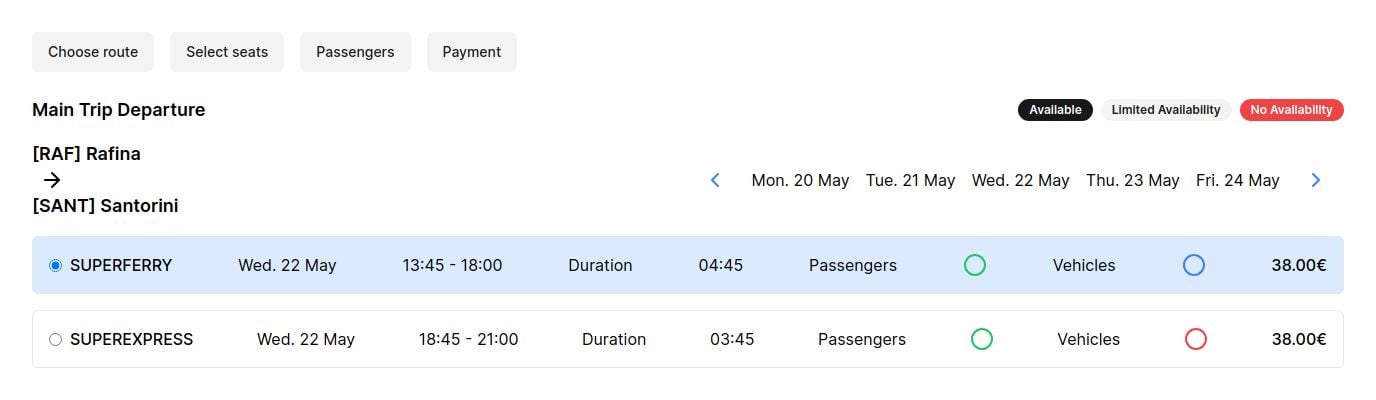 Choose route Select seats Passengers Payment
Main Trip Departure Available Limited Availability No Availability
[RAF] Rafina
→
[SANT] Santorini
Mon. 20 May Tue. 21 May Wed. 22 May Thu. 23 May Fri. 24 May
SUPERFERRY Wed. 22 May 13:45 - 18:00 Duration 04:45 Passengers Vehicles 38.00€
SUPEREXPRESS Wed. 22 May 18:45 - 21:00 Duration 03:45 Passengers Vehicles 38.00€